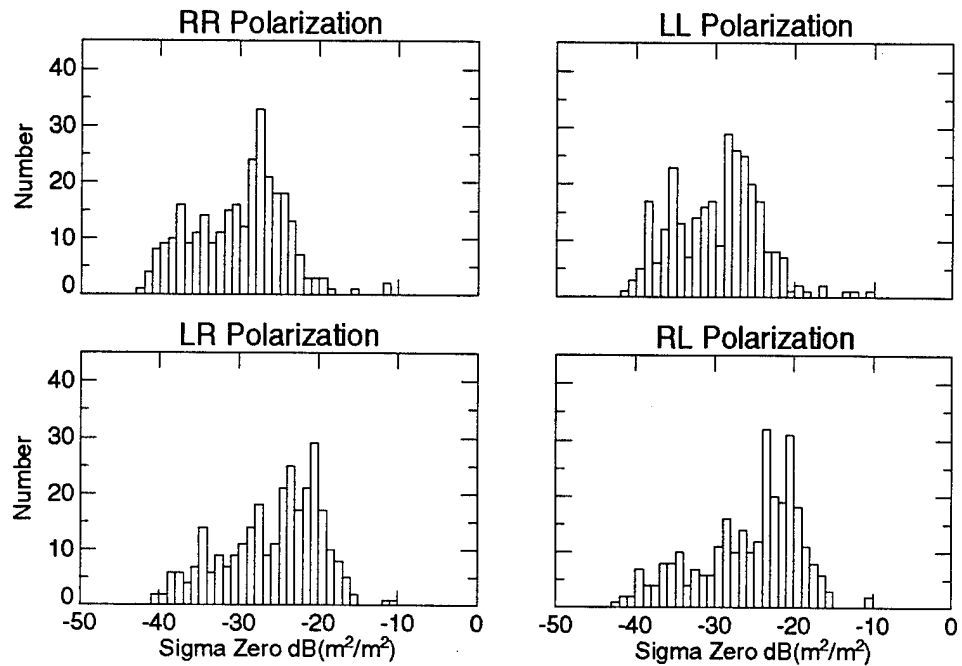 RR Polarization
LL Polarization
40
30
20
10
0
Number
LR Polarization
RL Polarization
40
30
20
10
0
Number
-50 -40 -30 -20 -10 0
-50 -40 -30 -20 -10 0
Sigma Zero dB(m²/m²)
Sigma Zero dB(m²/m²)